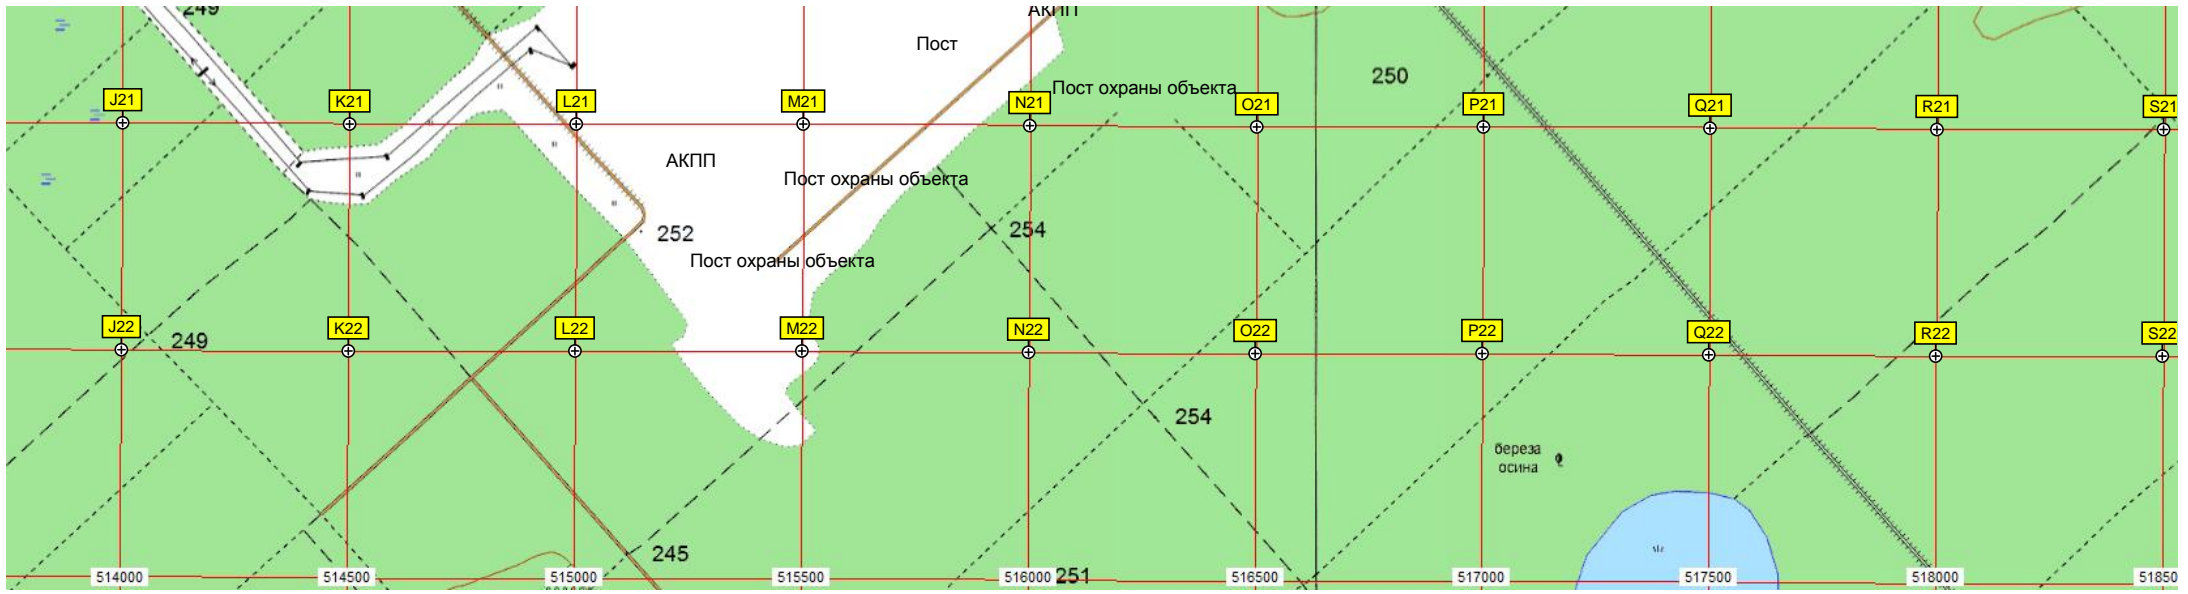 249
АКПП
Пост
250
Пост охраны объекта
J21
K21
L21
M21
N21
O21
P21
Q21
R21
S21
АКПП
Пост охраны объекта
252
254
Пост охраны объекта
J22
K22
L22
M22
N22
O22
P22
Q22
R22
S22
249
254
береза
осина
245
251
514000
514500
515000
515500
516000
516500
517000
517500
518000
51850